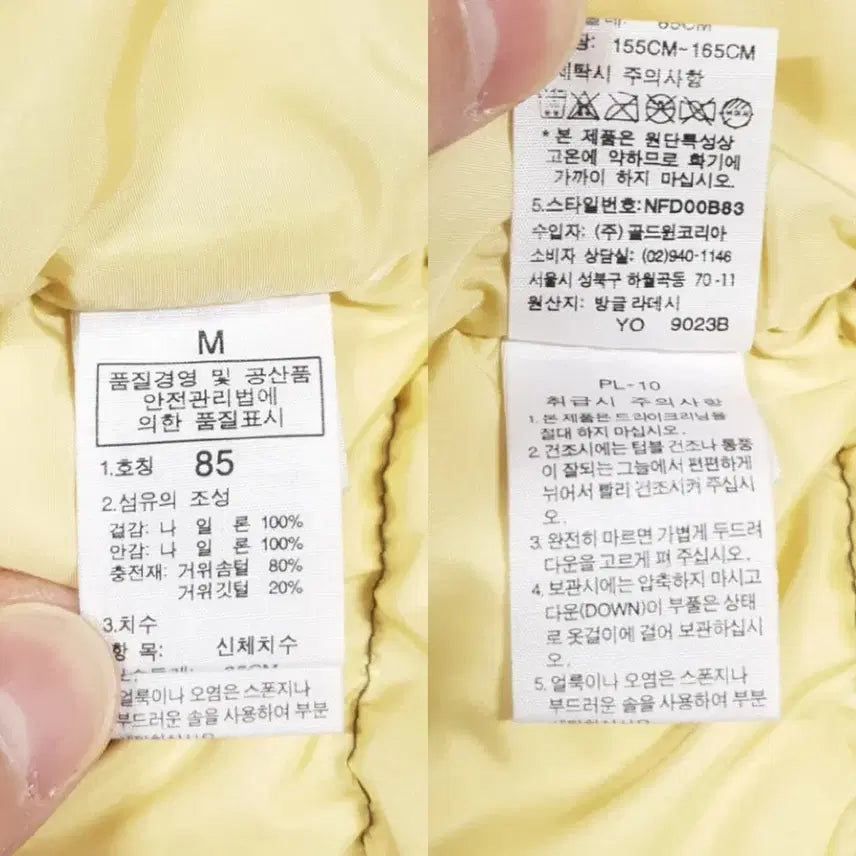 M
품질경영 및 공산품
안전관리법에
의한 품질표시
1.호칭 85
2.섬유의 조성
겉감: 나 일 론 100%
안감: 나 일 론 100%
충전재: 거위솜털 80%
거위깃털 20%
3.치수
항 목: 신체치수
얼룩이나 오염은 스폰지나
부드러운 솔을 사용하여 부분
155CM~165CM
세탁시 주의사항
* 본 제품은 원단특성상
고온에 약하므로 화기에
가까이 하지 마십시오.
5.스타일번호:NFD00B83
수입자: (주) 골드윈코리아
소비자 상담실: (02)940-1146
서울시 성북구 하월곡동 70-11
원산지: 방글 라데시
YO 9023B
PL-10
취급시 주의사항
1. 본 제품은 드라이크리닝을
절대 하지 마십시오.
2. 건조시에는 텀블 건조나 통풍
이 잘되는 그늘에서 편편하게
뉘어서 빨리 건조시켜 주십시
오.
3. 완전히 마르면 가볍게 두드려
다운을 고르게 펴 주십시오.
4. 보관시에는 압축하지 마시고
다운(DOWN)이 부풀은 상태
로 옷걸이에 걸어 보관하십시
오.
5. 얼룩이나 오염은 스폰지나
부드러운 솔을 사용하여 부분